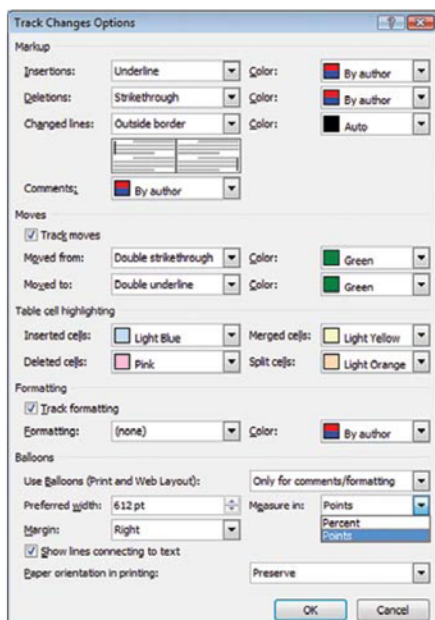 Track Changes Options
Markup
Insertions: Underline Color: By author
Deletions: Strikethrough Color: By author
Changed lines: Outside border Color: Auto
Comments: By author
Moves
Track moves
Moved from: Double strikethrough Color: Green
Moved to: Double underline Color: Green
Table cell highlighting
Inserted cells: Light Blue Merged cells: Light Yellow
Deleted cells: Pink Split cells: Light Orange
Formatting
Track formatting
Formatting: (none) Color: By author
Balloons
Use Balloons (Print and Web Layout): Only for comments/formatting
Preferred width: 612 pt Measure in: Points
Percent
Margin: Right Points
Show lines connecting to text
Paper orientation in printing: Preserve
OK Cancel